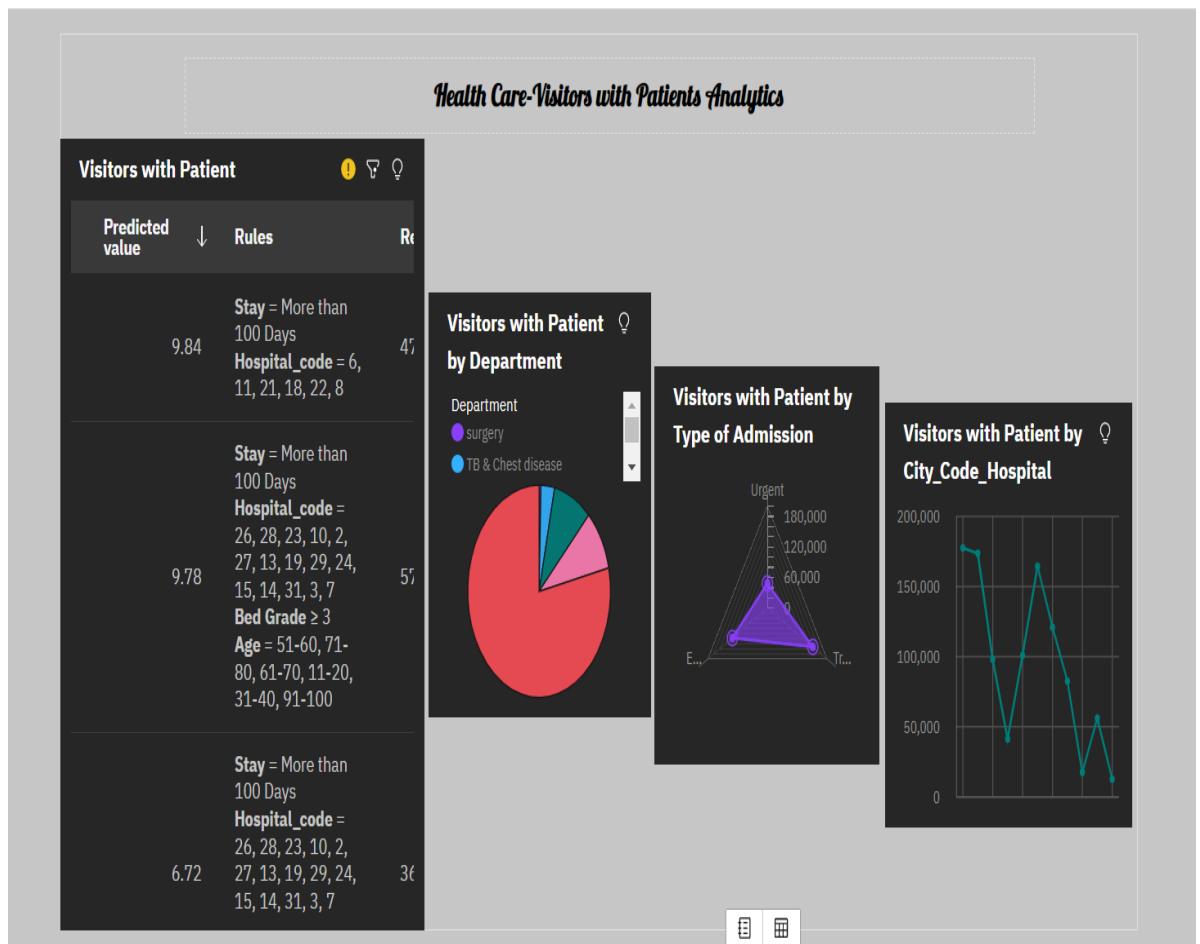 Health Care-Visitors with Patients Analytics
Visitors with Patient
Predicted
value
Rules
Re
9.84
Stay = More than
100 Days
Hospital_code = 6,
11, 21, 18, 22, 8
47
9.78
Stay = More than
100 Days
Hospital_code =
26, 28, 23, 10, 2,
27, 13, 19, 29, 24,
15, 14, 31, 3, 7
Bed Grade ≥ 3
Age = 51-60, 71-
80, 61-70, 11-20,
31-40, 91-100
57
6.72
Stay = More than
100 Days
Hospital_code =
26, 28, 23, 10, 2,
27, 13, 19, 29, 24,
15, 14, 31, 3, 7
36
Visitors with Patient
by Department
Department
surgery
TB & Chest disease
Visitors with Patient by
Type of Admission
Urgent
180,000
120,000
60,000
0
E...
Tr...
Visitors with Patient by
City_Code_Hospital
200,000
150,000
100,000
50,000
0